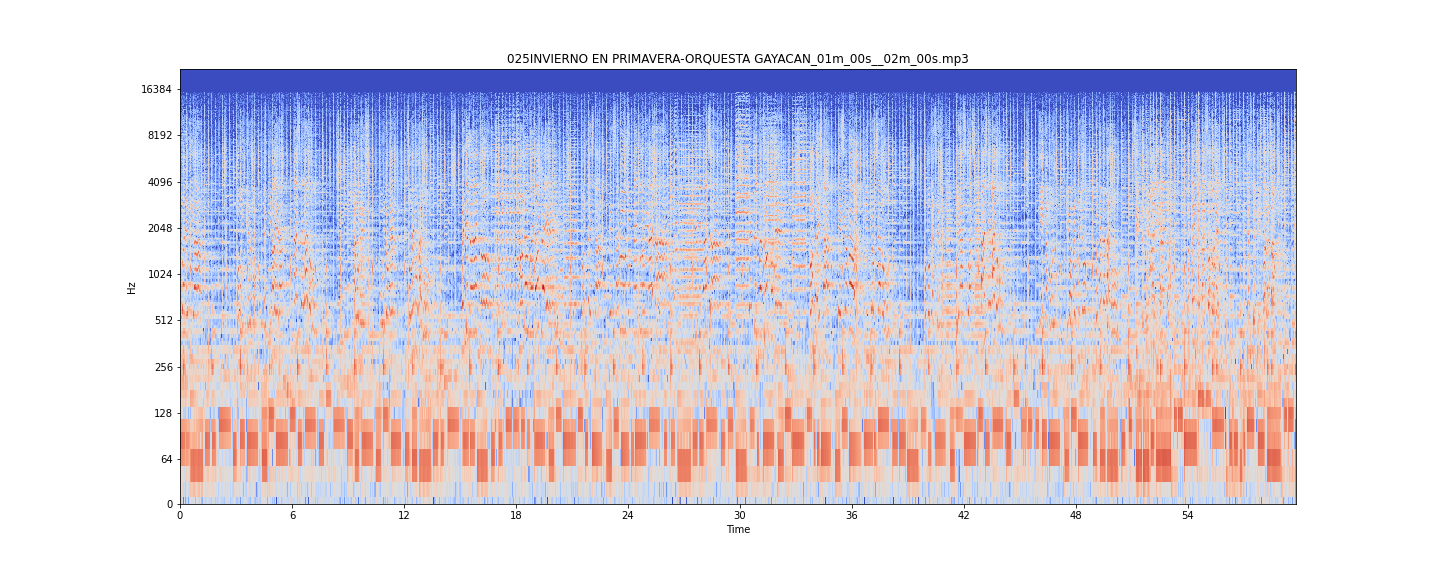 025INVIERNO EN PRIMAVERA-ORQUESTA GAYACAN_01m_00s__02m_00s.mp3
16384
8192
4096
2048
1024
512
256
128
64
0
Hz
0 6 12 18 24 30 36 42 48 54
Time